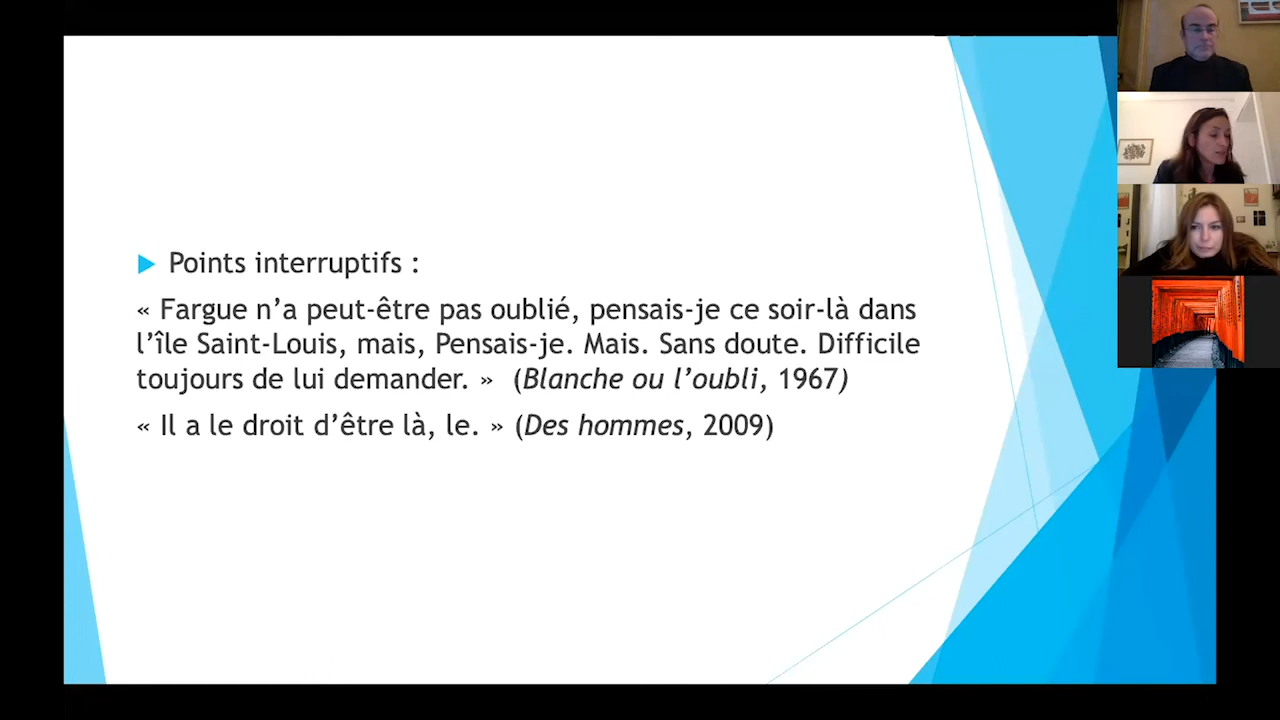 Points interruptifs :
« Fargue n’a peut-être pas oublié, pensais-je ce soir-là dans
l’île Saint-Louis, mais, Pensais-je. Mais. Sans doute. Difficile
toujours de lui demander. » (Blanche ou l’oubli, 1967)
« Il a le droit d’être là, le. » (Des hommes, 2009)